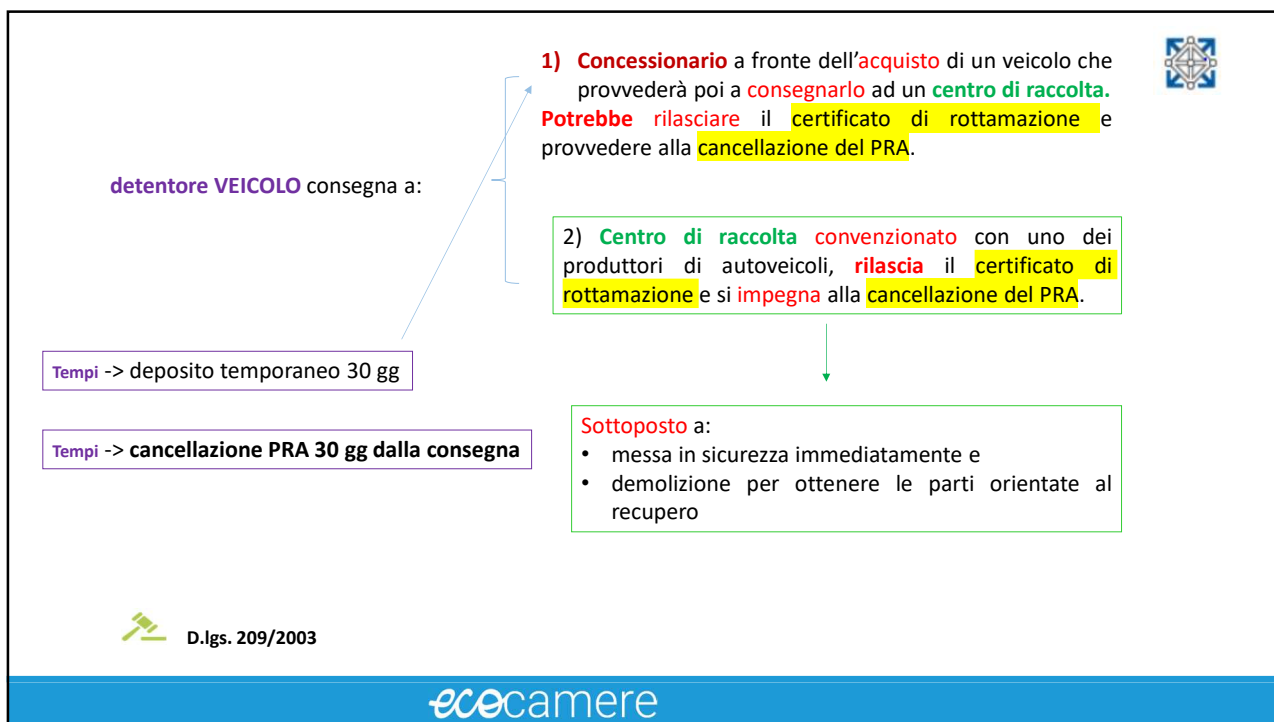 1) Concessionario a fronte dell'acquisto di un veicolo che
provvederà poi a consegnarlo ad un centro di raccolta.
Potrebbe rilasciare il certificato di rottamazione e
provvedere alla cancellazione del PRA.
detentore VEICOLO consegna a:
2) Centro di raccolta convenzionato con uno dei
produttori di autoveicoli, rilascia il certificato di
rottamazione e si impegna alla cancellazione del PRA.
Tempi -> deposito temporaneo 30 gg
Tempi -> cancellazione PRA 30 gg dalla consegna
Sottoposto a:
• messa in sicurezza immediatamente e
• demolizione per ottenere le parti orientate al
recupero
D.lgs. 209/2003
ecocamere